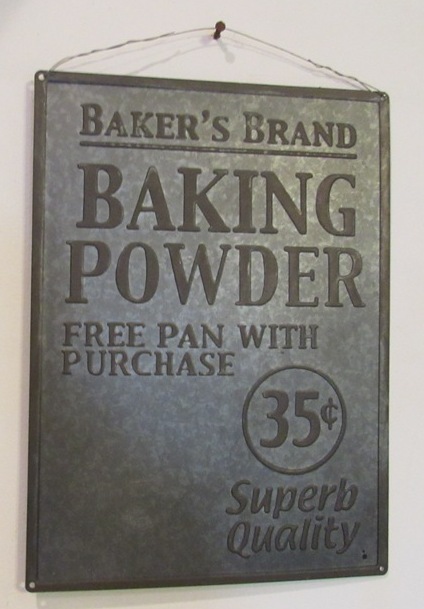 BAKER'S BRAND
BAKING
POWDER
FREE PAN WITH
PURCHASE
35¢
Superb
Quality